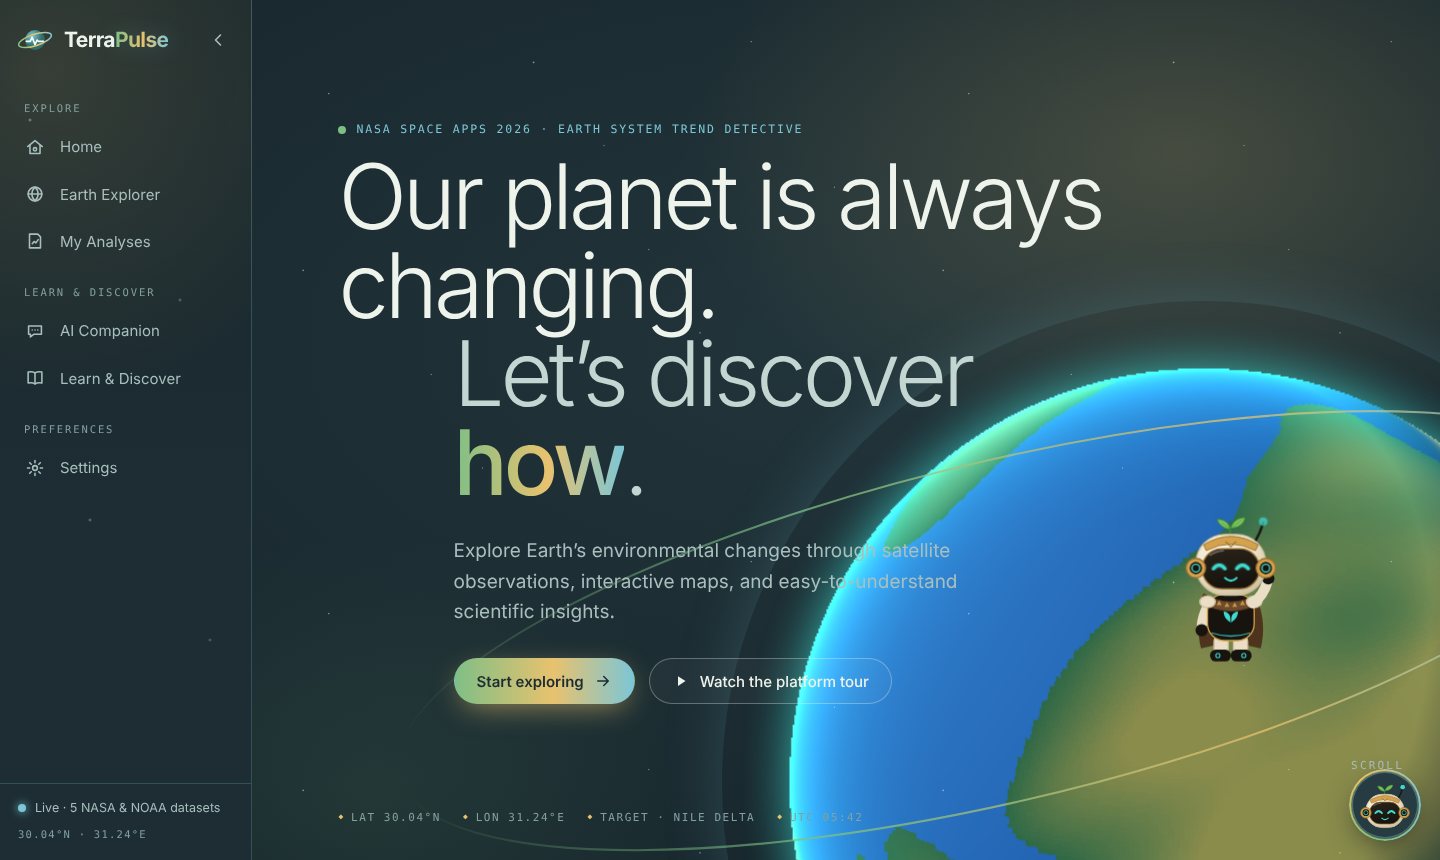 TerraPulse
EXPLORE
Home
Earth Explorer
My Analyses
LEARN & DISCOVER
AI Companion
Learn & Discover
PREFERENCES
Settings
Live · 5 NASA & NOAA datasets
30.04°N · 31.24°E
NASA SPACE APPS 2026 · EARTH SYSTEM TREND DETECTIVE
Our planet is always
changing.
Let’s discover
how.
Explore Earth’s environmental changes through satellite
observations, interactive maps, and easy-to-understand
scientific insights.
Start exploring
Watch the platform tour
LAT 30.04°N
LON 31.24°E
TARGET · NILE DELTA
UTC 05:42
SCROLL